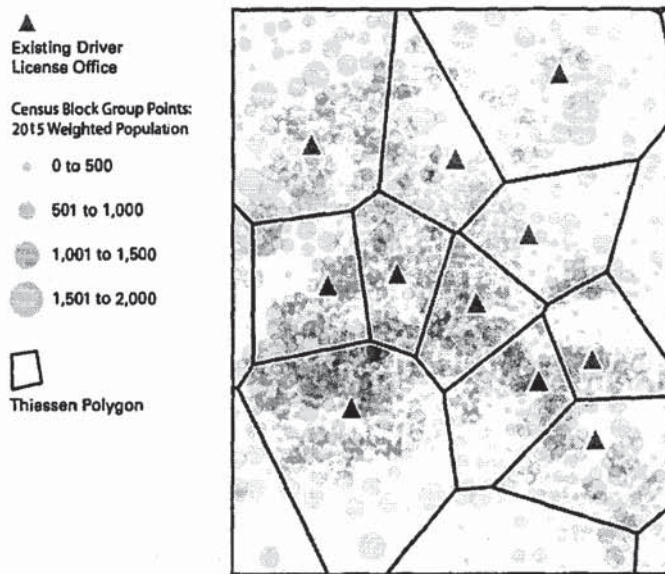 Existing Driver
License Office
Census Block Group Points:
2015 Weighted Population
0 to 500
501 to 1,000
1,001 to 1,500
1,501 to 2,000
Thiessen Polygon